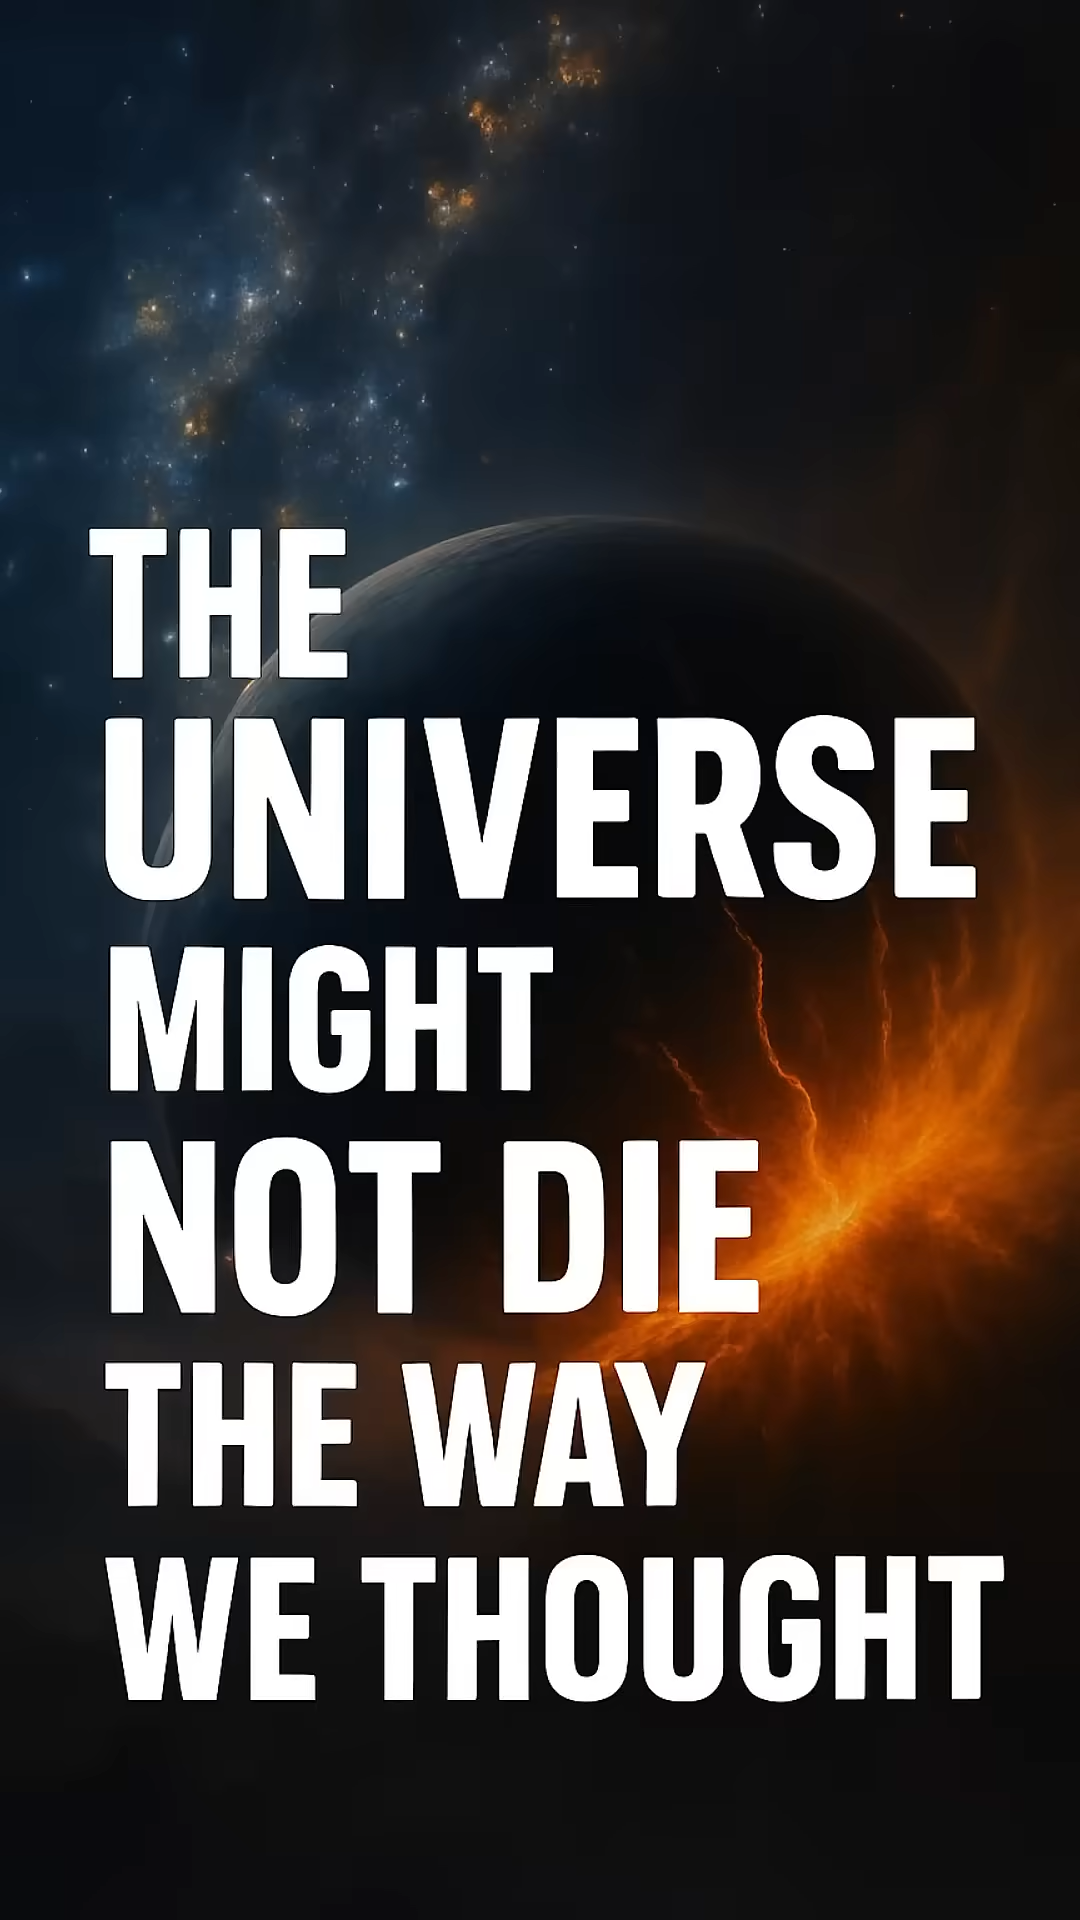 THE
UNIVERSE
MIGHT
NOT DIE
THE WAY
WE THOUGHT